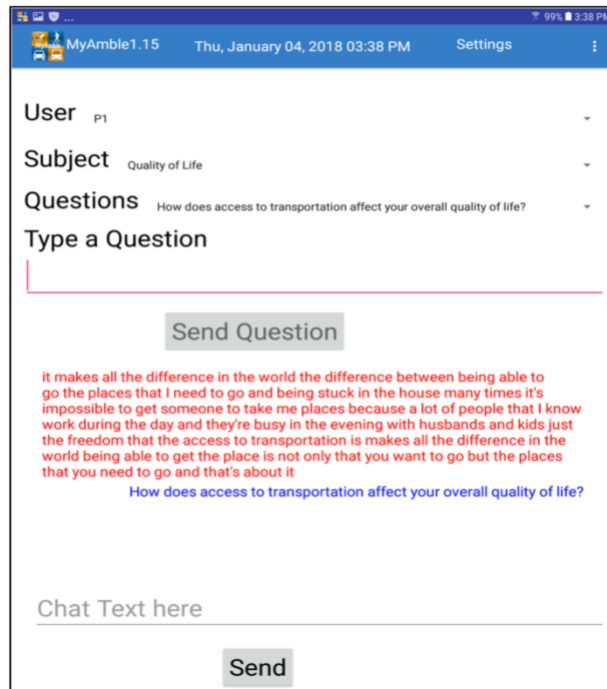 ... 99% 3:38 PM
MyAmble1.15 Thu, January 04, 2018 03:38 PM Settings
User P1
Subject Quality of Life
Questions How does access to transportation affect your overall quality of life?
Type a Question
Send Question
it makes all the difference in the world the difference between being able to
go the places that I need to go and being stuck in the house many times it's
impossible to get someone to take me places because a lot of people that I know
work during the day and they're busy in the evening with husbands and kids just
the freedom that the access to transportation is makes all the difference in the
world being able to get the place is not only that you want to go but the places
that you need to go and that's about it
How does access to transportation affect your overall quality of life?
Chat Text here
Send